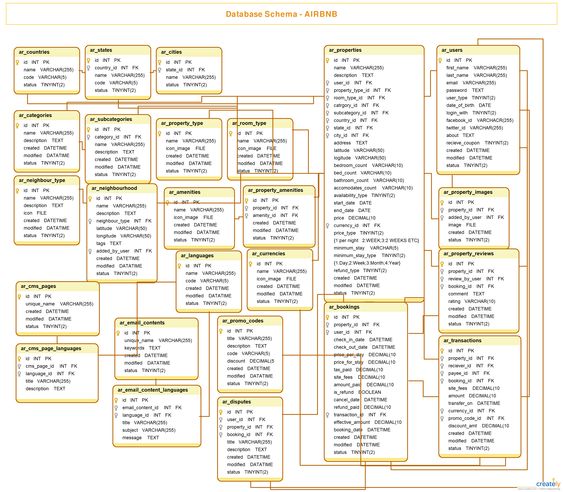 Database Schema - AIRBNB
ar_countries
id INT PK
name VARCHAR(255)
code VARCHAR(5)
status TINYINT(2)
ar_states
id INT PK
country_id INT FK
name VARCHAR(255)
code VARCHAR(5)
status TINYINT(2)
ar_cities
id INT PK
state_id INT FK
name VARCHAR(255)
status TINYINT(2)
ar_properties
id INT PK
name VARCHAR(255)
description TEXT
user_id INT FK
property_type_id INT FK
room_type_id INT FK
catgory_id INT FK
subcategory_id INT FK
country_id INT FK
state_id INT FK
city_id INT FK
address TEXT
latitude VARCHAR(50)
logitude VARCHAR(50)
bedroom_count VARCHAR(10)
bed_count VARCHAR(10)
bathroom_count VARCHAR(10)
accomodates_count VARCHAR(10)
availability_type TINYINT(2)
start_date DATE
end_date DATE
price DECIMAL(10
currency_id INT FK
price_type TINYINT(2)
[1:per night 2:WEEK,3:2 WEEKS ETC]
minimum_stay VARCHAR(5)
minimum_stay_type TINYINT(2)
[1:Day,2:Week,3:Month,4:Year]
refund_type TINYINT(2)
created DATETIME
modified DATETIME
status TINYINT(2)
ar_users
id INT PK
first_name VARCHAR(255)
last_name VARCHAR(255)
email VARCHAR(255)
password TEXT
user_type TINYINT(2)
date_of_birth DATE
login_with TINYINT(2)
facebook_id VARCHACR(255)
twitter_id VARCHAR(255)
about TEXT
recieve_coupon TINYINT(2)
created DATETIME
modified DATETIME
status TINYINT(2)
ar_categories
id INT PK
name VARCHAR(255)
description TEXT
created DATETIME
modified DATATIME
status TINYINT(2)
ar_subcategories
id INT PK
category_id INT FK
name VARCHAR(255)
description TEXT
created DATETIME
modified DATETIME
status TINYINT(2)
ar_property_type
id INT PK
name VARCHAR(255)
icon_image FILE
created DATETIME
modified DATATIME
status TINYINT(2)
ar_room_type
id INT PK
name VARCHAR(255)
icon_image FILE
created DATETIME
modified DATATIME
status TINYINT(2)
ar_neighbour_type
id INT PK
name VARCHAR(255)
description TEXT
icon FILE
created DATETIME
modified DATETIME
status TINYINT(2)
ar_neighbourhood
id INT PK
name VARCHAR(255)
description TEXT
neighbour_type INT FK
latitude VARCHAR(50)
longitude VARCHAR(50)
tags TEXT
added_by_user INT FK
created DATETIME
modified DATETIME
status TINYINT(2)
ar_amenities
id INT PK
name VARCHAR(255)
icon_image FILE
created DATETIME
modified DATETIME
status TINYINT(2)
ar_property_amenities
id INT PK
property_id INT FK
amenity_id INT FK
created DATETIME
modified DATETIME
status TINYINT(2)
ar_property_images
id INT PK
property_id INT FK
added_by_user INT FK
image FILE
created DATETIME
modified DATETIME
status TINYINT(2)
ar_languages
id INT PK
name VARCHAR(255)
code VARCHAR(5)
created DATETIME
modified DATETIME
status TINYINT(2)
ar_currencies
id INT PK
name VARCHAR(255)
code VARCHAR(10)
created DATETIME
modified DATETIME
status TINYINT(2)
ar_property_reviews
id INT PK
property_id INT FK
review_by_user INT FK
booking_id INT FK
comment TEXT
rating VARCHAR(10)
created DATETIME
modified DATETIME
status TINYINT(2)
ar_cms_pages
id INT PK
unique_name VARCHAR(255)
created DATETIME
modified DATETIME
status TINYINT(2)
ar_email_contents
id INT PK
unique_name VARCHAR(255)
keywords TEXT
created DATETIME
modified DATETIME
status TINYINT(2)
ar_promo_codes
id INT PK
title VARCHAR(255)
description TEXT
code VARCHAR(50)
discount DECIMAL(5
created DATETIME
modified DATETIME
status TINYINT(2)
ar_bookings
id INT PK
property_id INT FK
user_id INT FK
check_in_date DATETIME
check_out_date DATETIME
price_per_day DECIMAL(10
price_for_stay DECIMAL(10
tax_paid DECIMAL(10
site_fees DECIMAL(10
amount_paid DECIMAL(10
is_refund BOOLEAN
cancel_date DATETIME
refund_paid DECIMAL(10
transaction_id INT FK
effective_amount DECIMAL(10
booking_date DATETIME
created DATETIME
modified DATETIME
status TINYINT(2)
ar_transactions
id INT PK
property_id INT FK
reciever_id INT FK
payee_id INT FK
booking_id INT FK
site_fees DECIMAL(10
amount DECIMAL(10
transfer_on DATETIME
currency_id INT FK
promo_code_id INT FK
discount_amt DECIMAL(10
created DATETIME
modified DATETIME
status TINYINT(2)
ar_cms_page_languages
id INT PK
cms_page_id INT FK
language_id INT FK
title VARCHAR(255)
description TEXT
ar_email_content_languages
id INT PK
email_content_id INT FK
language_id INT FK
title VARCHAR(255)
subject VARCHAR(255)
message TEXT
ar_disputes
id INT PK
user_id INT FK
property_id INT FK
booking_id INT FK
title VARCHAR(255)
description TEXT
created DATETIME
modified DATETIME
status TINYINT(2)
creately